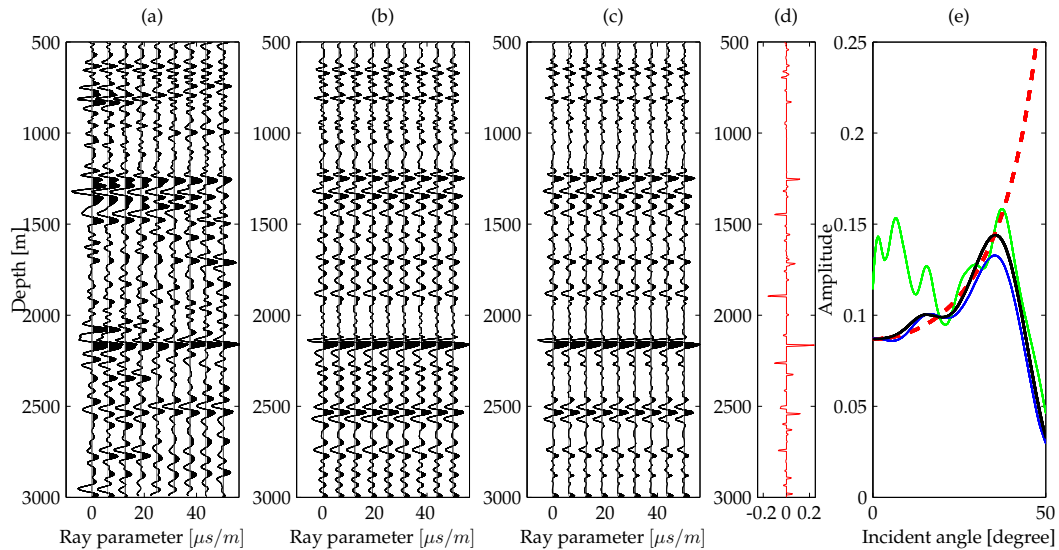 (a) (b) (c) (d) (e)
500 500 500 500 0.25
1000 1000 1000 1000 0.2
1500 1500 1500 1500 0.15
Depth [m] Amplitude
2000 2000 2000 2000 0.1
2500 2500 2500 2500 0.05
3000 3000 3000 3000 0
0 20 40 0 20 40 0 20 40 -0.2 0 0.2 0 50
Ray parameter [μs/m] Ray parameter [μs/m] Ray parameter [μs/m] Incident angle [degree]